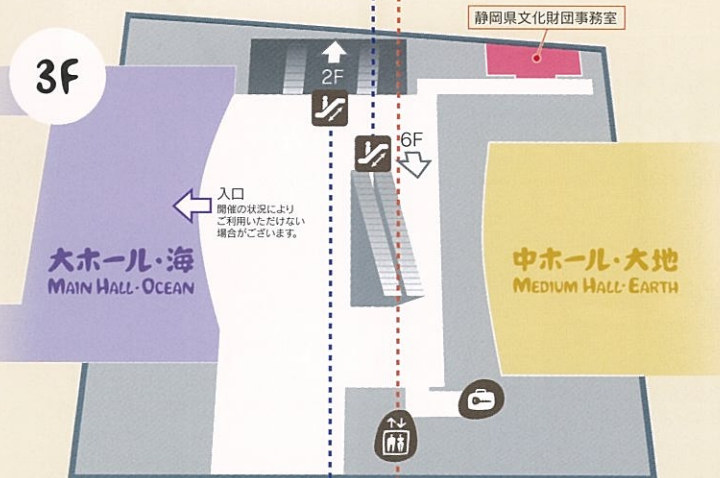 静岡県文化財団事務室
3F
2F
6F
入口
開催の状況により
ご利用いただけない
場合がございます。
大ホール・海
MAIN HALL・OCEAN
中ホール・大地
MEDIUM HALL・EARTH